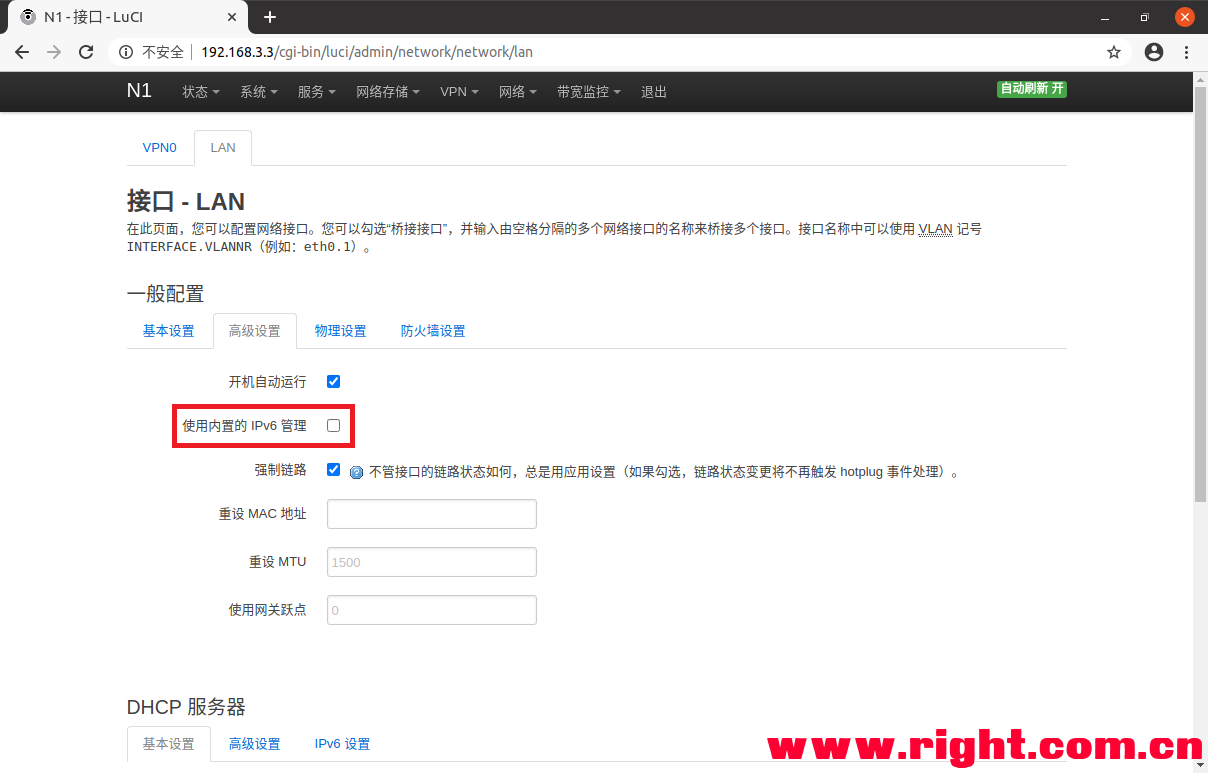 N1 - 接口 - LuCI
不安全 192.168.3.3/cgi-bin/luci/admin/network/network/lan
N1 状态 系统 服务 网络存储 VPN 网络 带宽监控 退出 自动刷新 开
VPN0 LAN
接口 - LAN
在此页面，您可以配置网络接口。您可以勾选“桥接接口”，并输入由空格分隔的多个网络接口的名称来桥接多个接口。接口名称中可以使用 VLAN 记号
INTERFACE.VLANNR（例如：eth0.1）。
一般配置
基本设置 高级设置 物理设置 防火墙设置
开机自动运行
使用内置的 IPv6 管理
强制链路 不管接口的链路状态如何，总是用应用设置（如果勾选，链路状态变更将不再触发 hotplug 事件处理）。
重设 MAC 地址
重设 MTU 1500
使用网关跃点 0
DHCP 服务器
基本设置 高级设置 IPv6 设置
www.right.com.cn